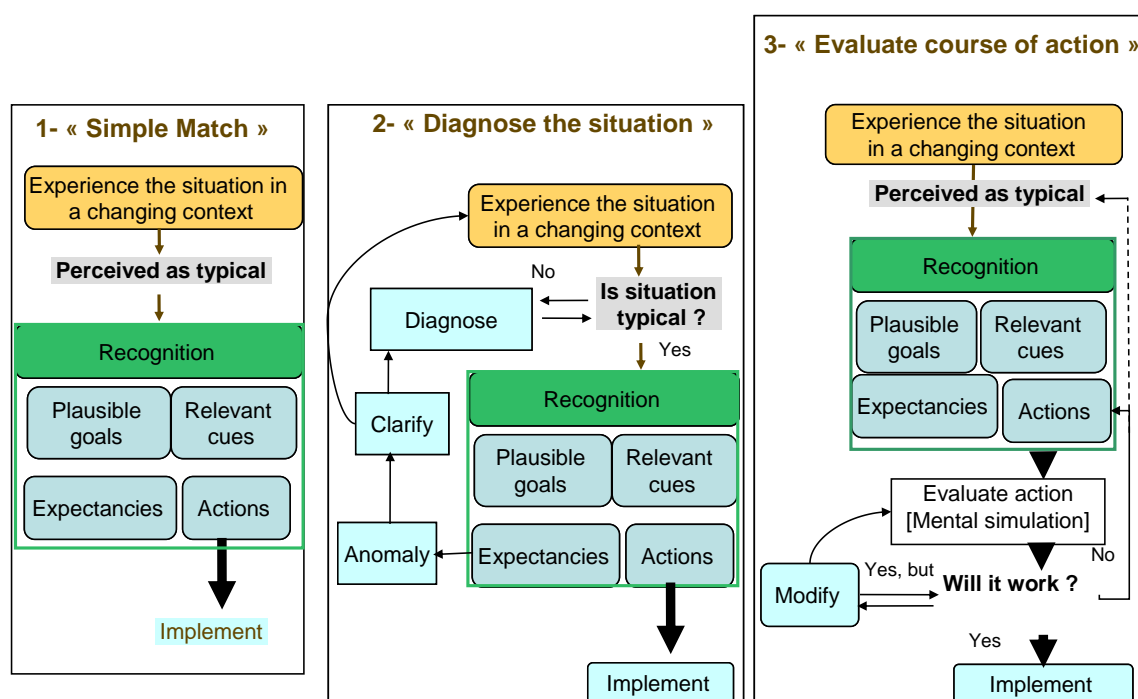 1- « Simple Match »
Experience the situation in
a changing context
Perceived as typical
Recognition
Plausible
goals
Relevant
cues
Expectancies
Actions
Implement
2- « Diagnose the situation »
Experience the situation
in a changing context
No
Is situation
typical ?
Diagnose
Yes
Recognition
Clarify
Plausible
goals
Relevant
cues
Anomaly
Expectancies
Actions
Implement
3- « Evaluate course of action »
Experience the situation
in a changing context
Perceived as typical
Recognition
Plausible
goals
Relevant
cues
Expectancies
Actions
Evaluate action
[Mental simulation]
No
Yes, but
Will it work ?
Modify
Yes
Implement